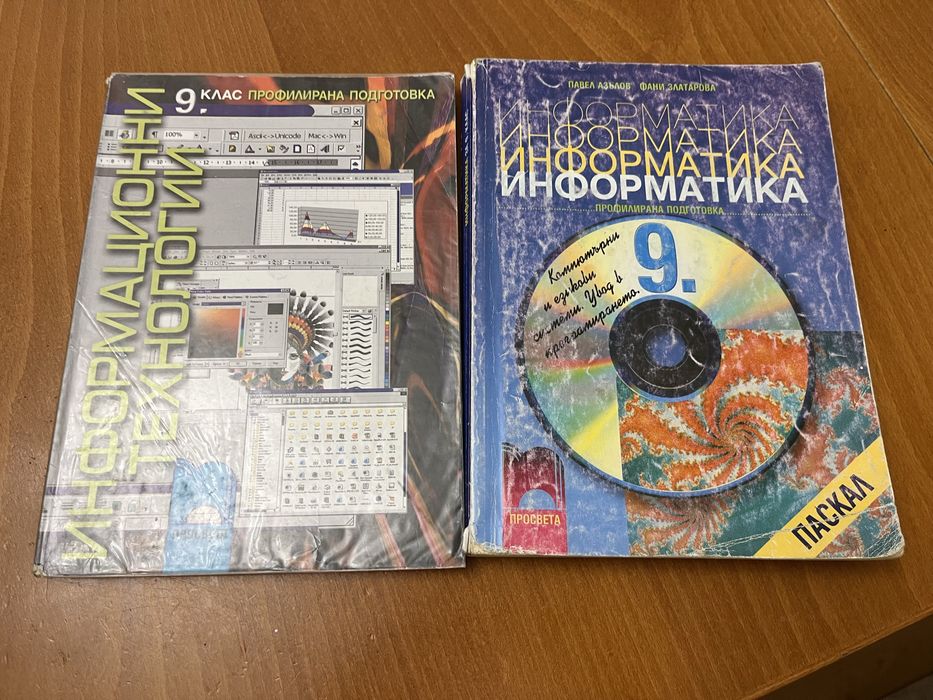 9. КЛАС ПРОФИЛИРАНА ПОДГОТОВКА
ИНФОРМАЦИОННИ
ТЕХНОЛОГИИ
100%
Ascii<->Unicode
Mac<->Win
ПРОСВЕТА
ПАВЕЛ АЗЪЛОВ ФАНИ ЗЛАТАРОВА
ИНФОРМАТИКА
ИНФОРМАТИКА
ИНФОРМАТИКА
ИНФОРМАТИКА
ПРОФИЛИРАНА ПОДГОТОВКА
9.
Компютърни
и езикови
системи. Увод в
програмирането.
ПРОСВЕТА
ПАСКАЛ